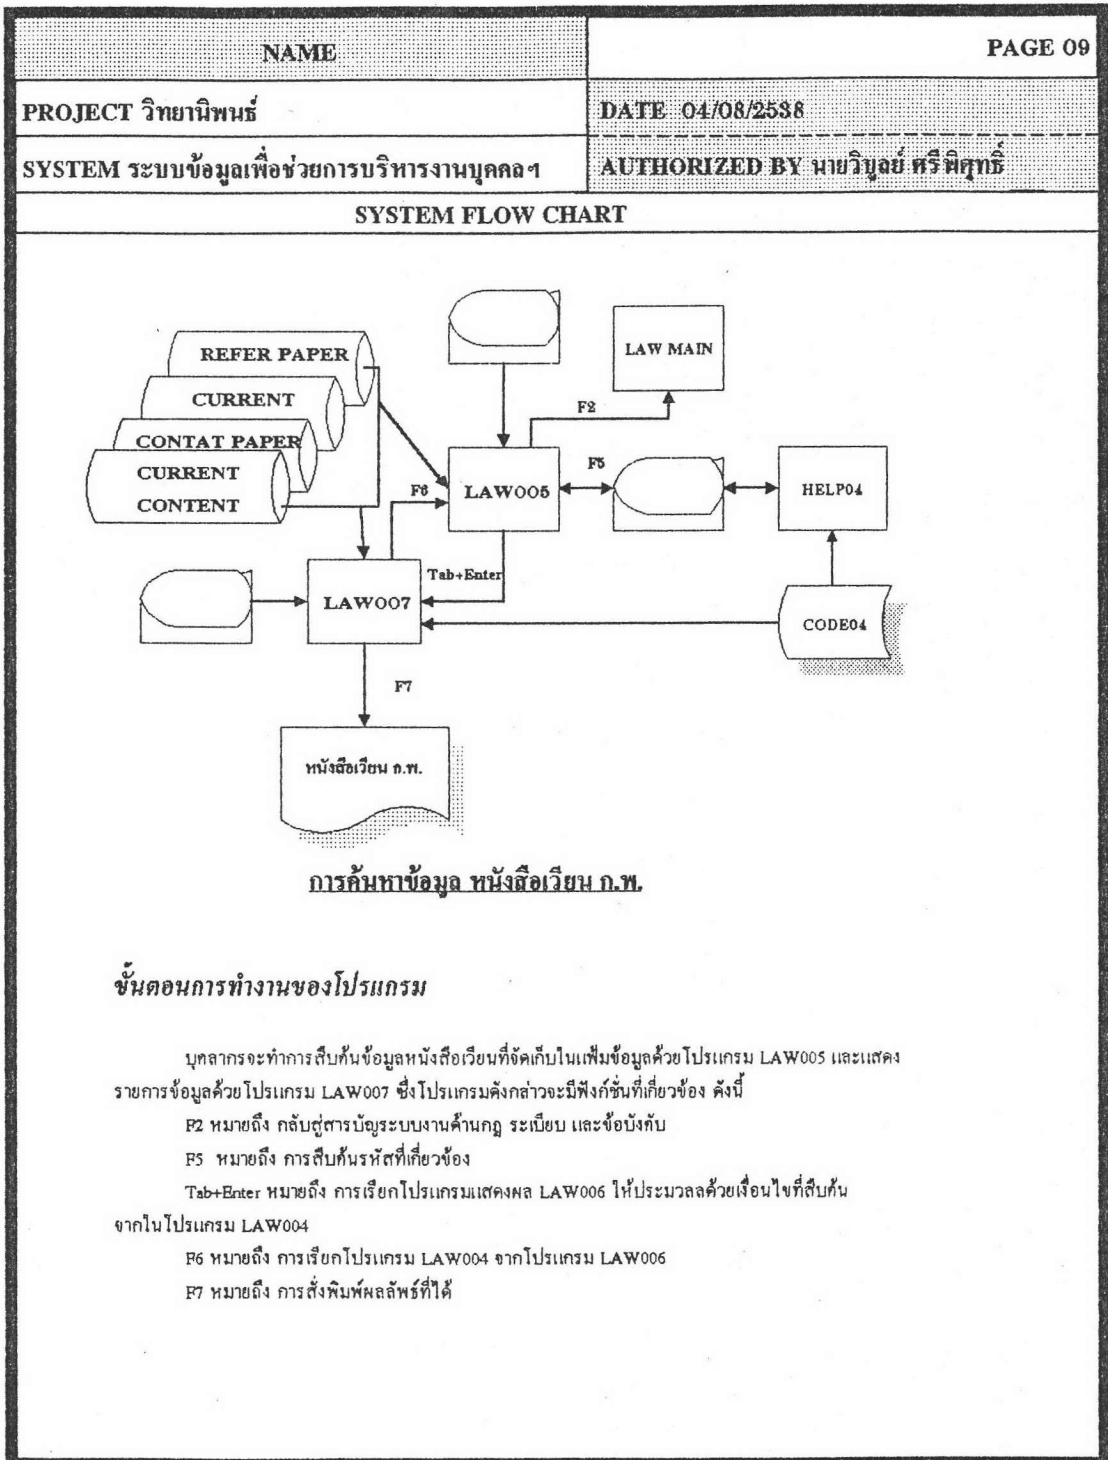 NAME
PAGE 09
PROJECT วิทยานิพนธ์
DATE 04/08/2538
SYSTEM ระบบข้อมูลเพื่อช่วยการบริหารงานบุคคลฯ
AUTHORIZED BY นายวิบูลย์ ศรีพิศุทธิ์
SYSTEM FLOW CHART
REFER PAPER
CURRENT
CONTAT PAPER
CURRENT
CONTENT
LAW MAIN
F2
F6
LAW005
F5
HELP04
Tab+Enter
LAW007
CODE04
F7
หนังสือเวียน ก.พ.
การค้นหาข้อมูล หนังสือเวียน ก.พ.
ขั้นตอนการทำงานของโปรแกรม
บุคลากรจะทำการสืบค้นข้อมูลหนังสือเวียนที่จัดเก็บในแฟ้มข้อมูลด้วยโปรแกรม LAW005 และแสดง
รายการข้อมูลด้วยโปรแกรม LAW007 ซึ่งโปรแกรมดังกล่าวจะมีฟังก์ชั่นที่เกี่ยวข้อง ดังนี้
F2 หมายถึง กลับสู่สารบัญระบบงานด้านกฎ ระเบียบ และข้อบังคับ
F5 หมายถึง การสืบค้นรหัสที่เกี่ยวข้อง
Tab+Enter หมายถึง การเรียกโปรแกรมแสดงผล LAW006 ให้ประมวลลด้วยเงื่อนไขที่สืบค้น
จากในโปรแกรม LAW004
F6 หมายถึง การเรียกโปรแกรม LAW004 จากโปรแกรม LAW006
F7 หมายถึง การสั่งพิมพ์ผลลัพธ์ที่ได้